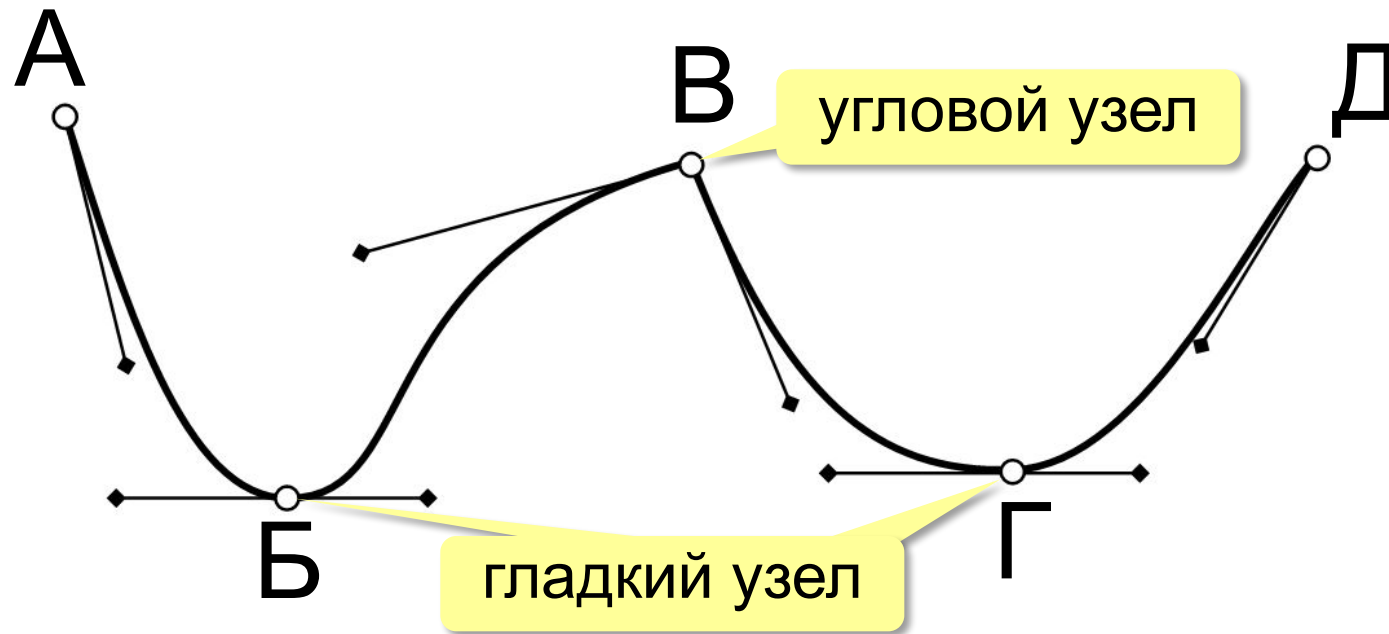 А
В
Д
угловой узел
Б
Г
гладкий узел